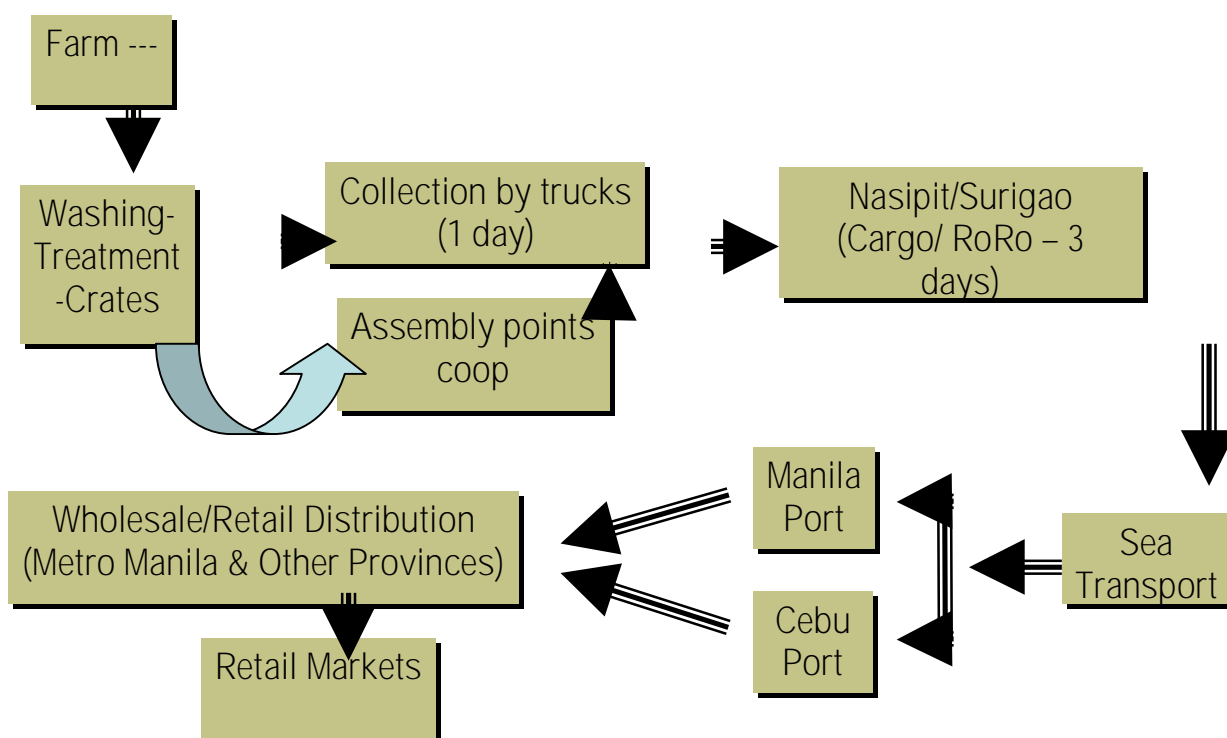 Farm ---
Washing-
Treatment
-Crates
Collection by trucks
(1 day)
Assembly points
coop
Nasipit/Surigao
(Cargo/ RoRo – 3
days)
Sea
Transport
Manila
Port
Cebu
Port
Wholesale/Retail Distribution
(Metro Manila & Other Provinces)
Retail Markets